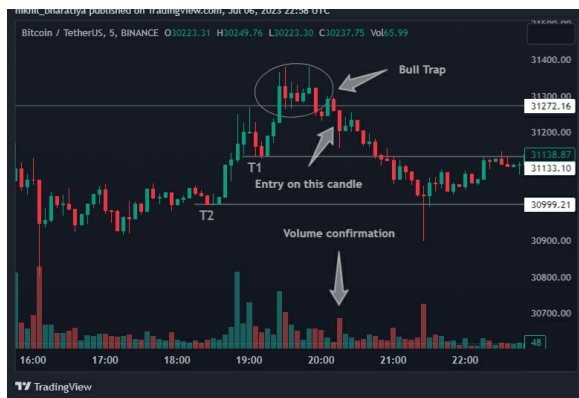 nikhil_bharatiya published on TradingView.com, Jul 06, 2023 22:58 UTC
Bitcoin / TetherUS, 5, BINANCE O30223.31 H30249.76 L30223.30 C30237.75 Vol65.99
31500.00
31400.00
Bull Trap
31300.00
31272.16
31200.00
31138.87
31133.10
T1
Entry on this candle
30999.21
T2
Volume confirmation
30900.00
30800.00
30700.00
48
16:00 17:00 18:00 19:00 20:00 21:00 22:00
TradingView